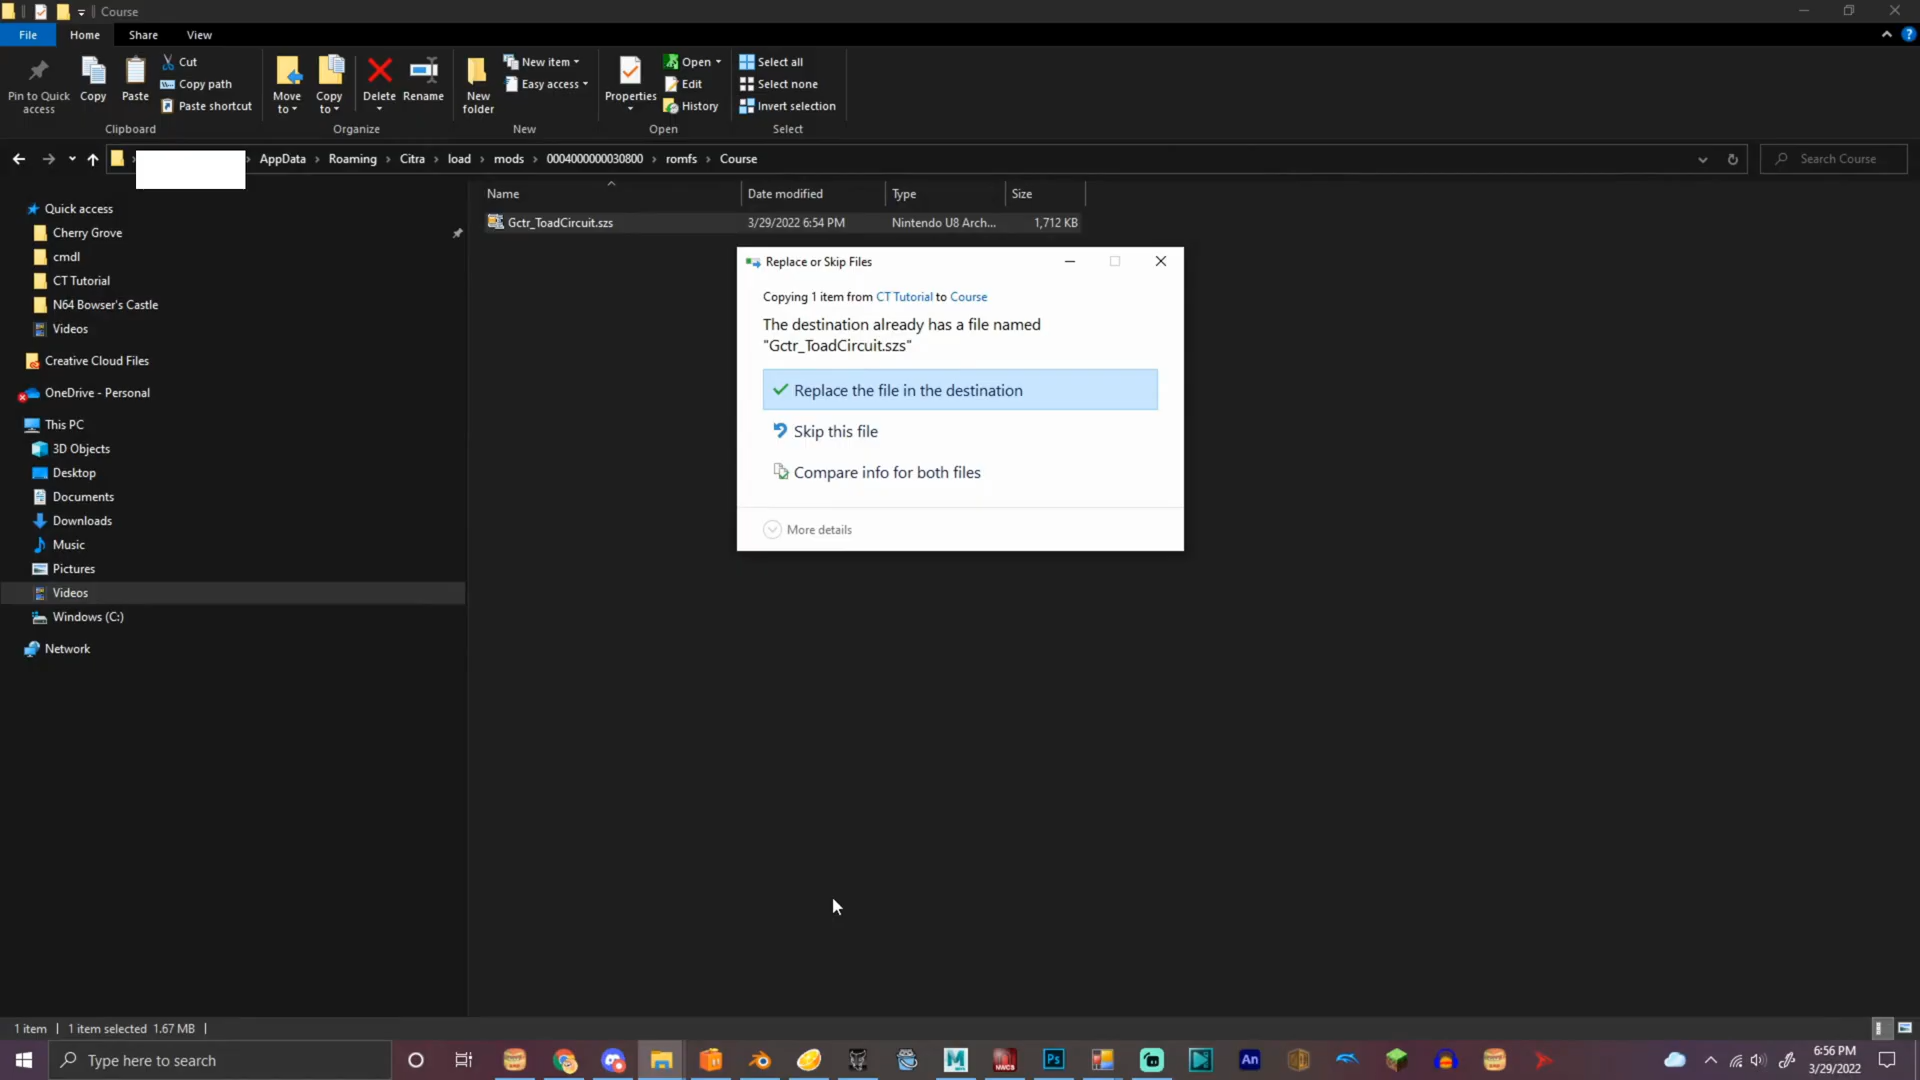 Course
File Home Share View
Pin to Quick access
Copy
Paste
Cut
Copy path
Paste shortcut
Clipboard
Move to
Copy to
Delete
Rename
Organize
New folder
New item
Easy access
New
Properties
Open
Edit
History
Open
Select all
Select none
Invert selection
Select
AppData › Roaming › Citra › load › mods › 0004000000030800 › romfs › Course
Search Course
Name Date modified Type Size
Gctr_ToadCircuit.szs 3/29/2022 6:54 PM Nintendo U8 Arch... 1,712 KB
Quick access
Cherry Grove
cmdl
CT Tutorial
N64 Bowser's Castle
Videos
Creative Cloud Files
OneDrive - Personal
This PC
3D Objects
Desktop
Documents
Downloads
Music
Pictures
Videos
Windows (C:)
Network
Replace or Skip Files
Copying 1 item from CT Tutorial to Course
The destination already has a file named
"Gctr_ToadCircuit.szs"
Replace the file in the destination
Skip this file
Compare info for both files
More details
1 item | 1 item selected 1.67 MB |
Type here to search
Ps
An
6:56 PM
3/29/2022